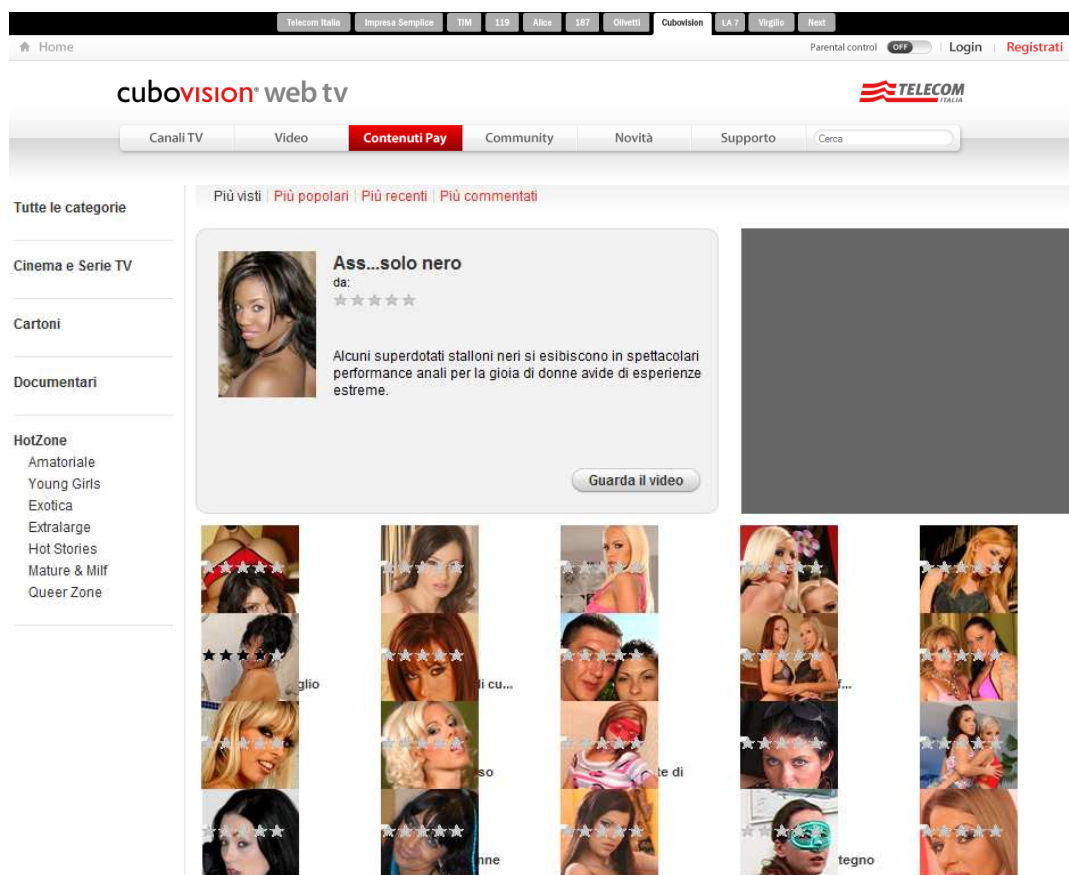 Telecom Italia Impresa Semplice TIM 119 Alice 187 Olivetti Cubovision LA 7 Virgilio Next
Home Parental control OFF Login Registrati
cubovision web tv TELECOM ITALIA
Canali TV Video Contenuti Pay Community Novità Supporto Cerca
Più visti Più popolari Più recenti Più commentati
Tutte le categorie
Cinema e Serie TV
Cartoni
Documentari
HotZone
Amatoriale
Young Girls
Exotica
Extralarge
Hot Stories
Mature & Milf
Queer Zone
Ass...solo nero
da:
Alcuni superdotati stalloni neri si esibiscono in spettacolari
performance anali per la gioia di donne avide di esperienze
estreme.
Guarda il video
glio li cu... f...
so te di
nne tegno